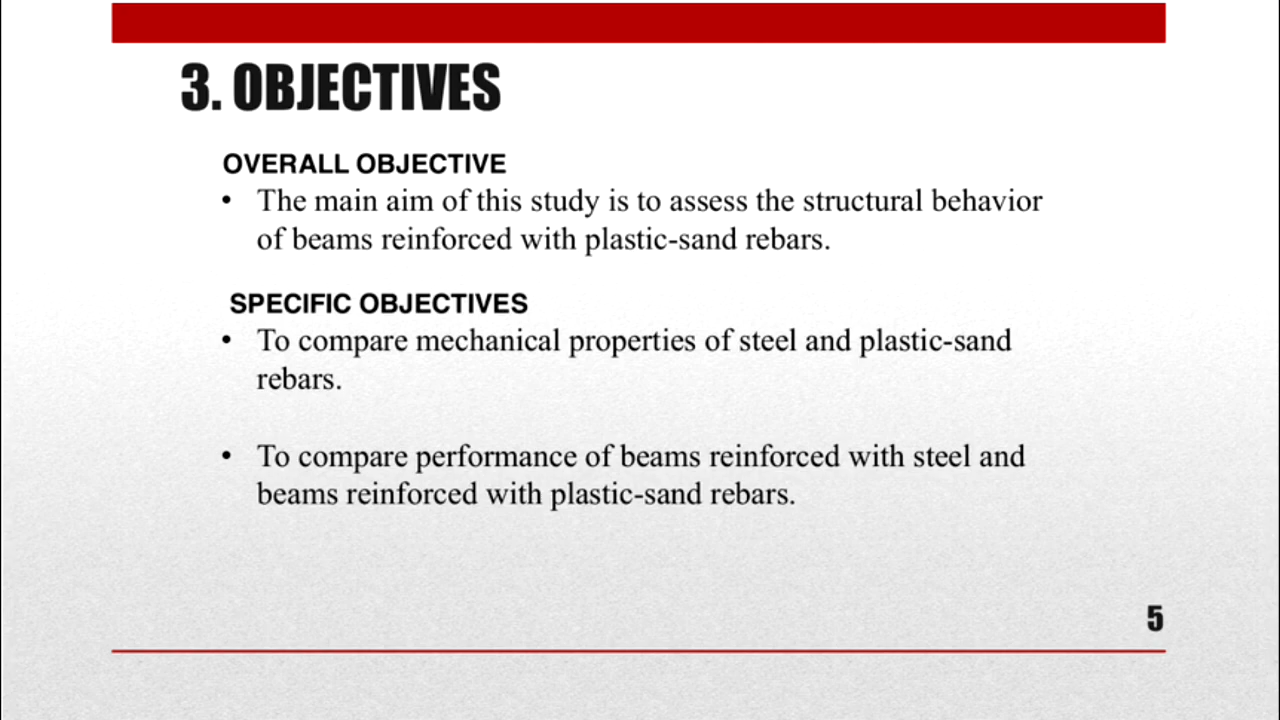 3. OBJECTIVES
OVERALL OBJECTIVE
• The main aim of this study is to assess the structural behavior
of beams reinforced with plastic-sand rebars.
SPECIFIC OBJECTIVES
• To compare mechanical properties of steel and plastic-sand
rebars.
• To compare performance of beams reinforced with steel and
beams reinforced with plastic-sand rebars.
5